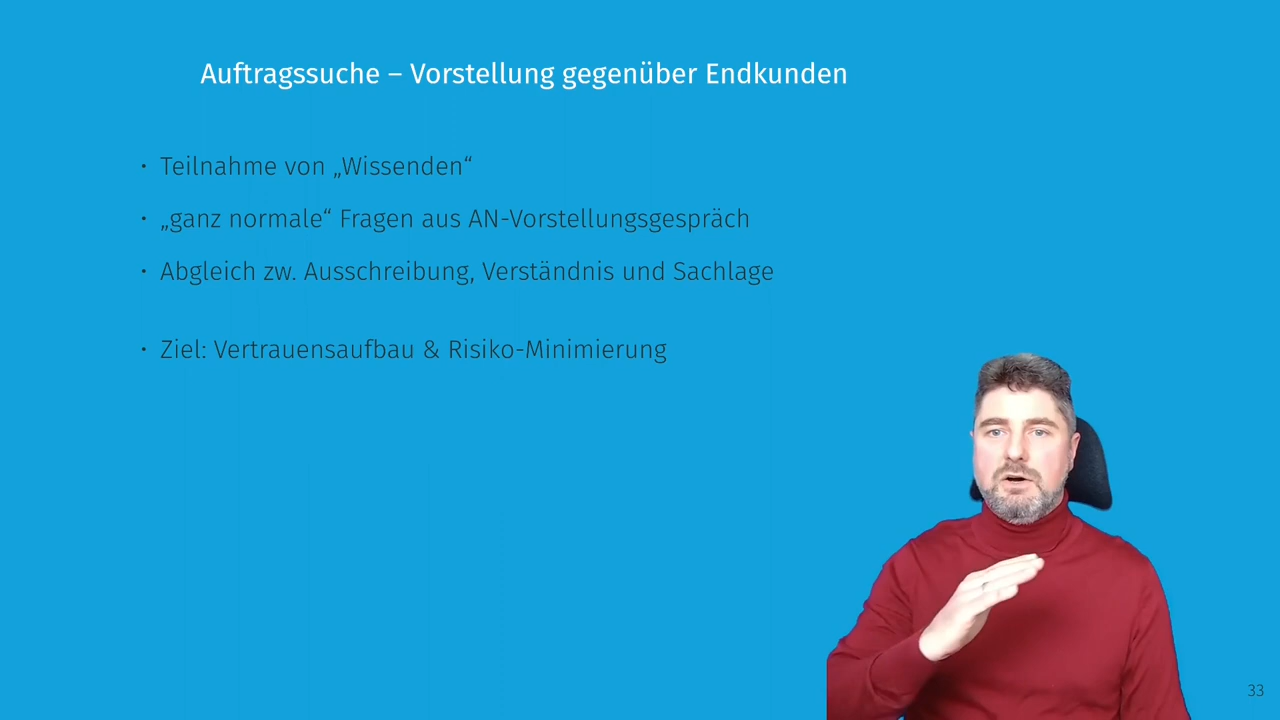 Auftragssuche – Vorstellung gegenüber Endkunden
· Teilnahme von „Wissenden“
· „ganz normale“ Fragen aus AN-Vorstellungsgespräch
· Abgleich zw. Ausschreibung, Verständnis und Sachlage
· Ziel: Vertrauensaufbau & Risiko-Minimierung
33